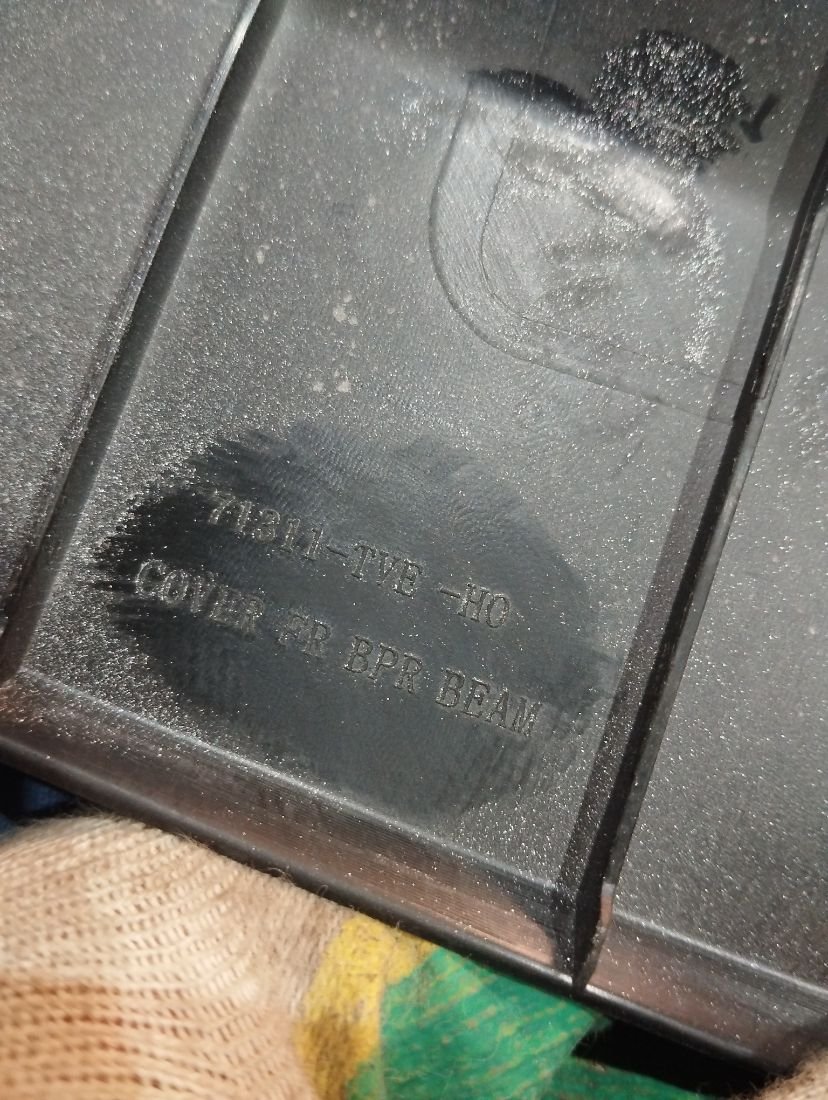 71311-TVE -H0
COVER FR BPR BEAM